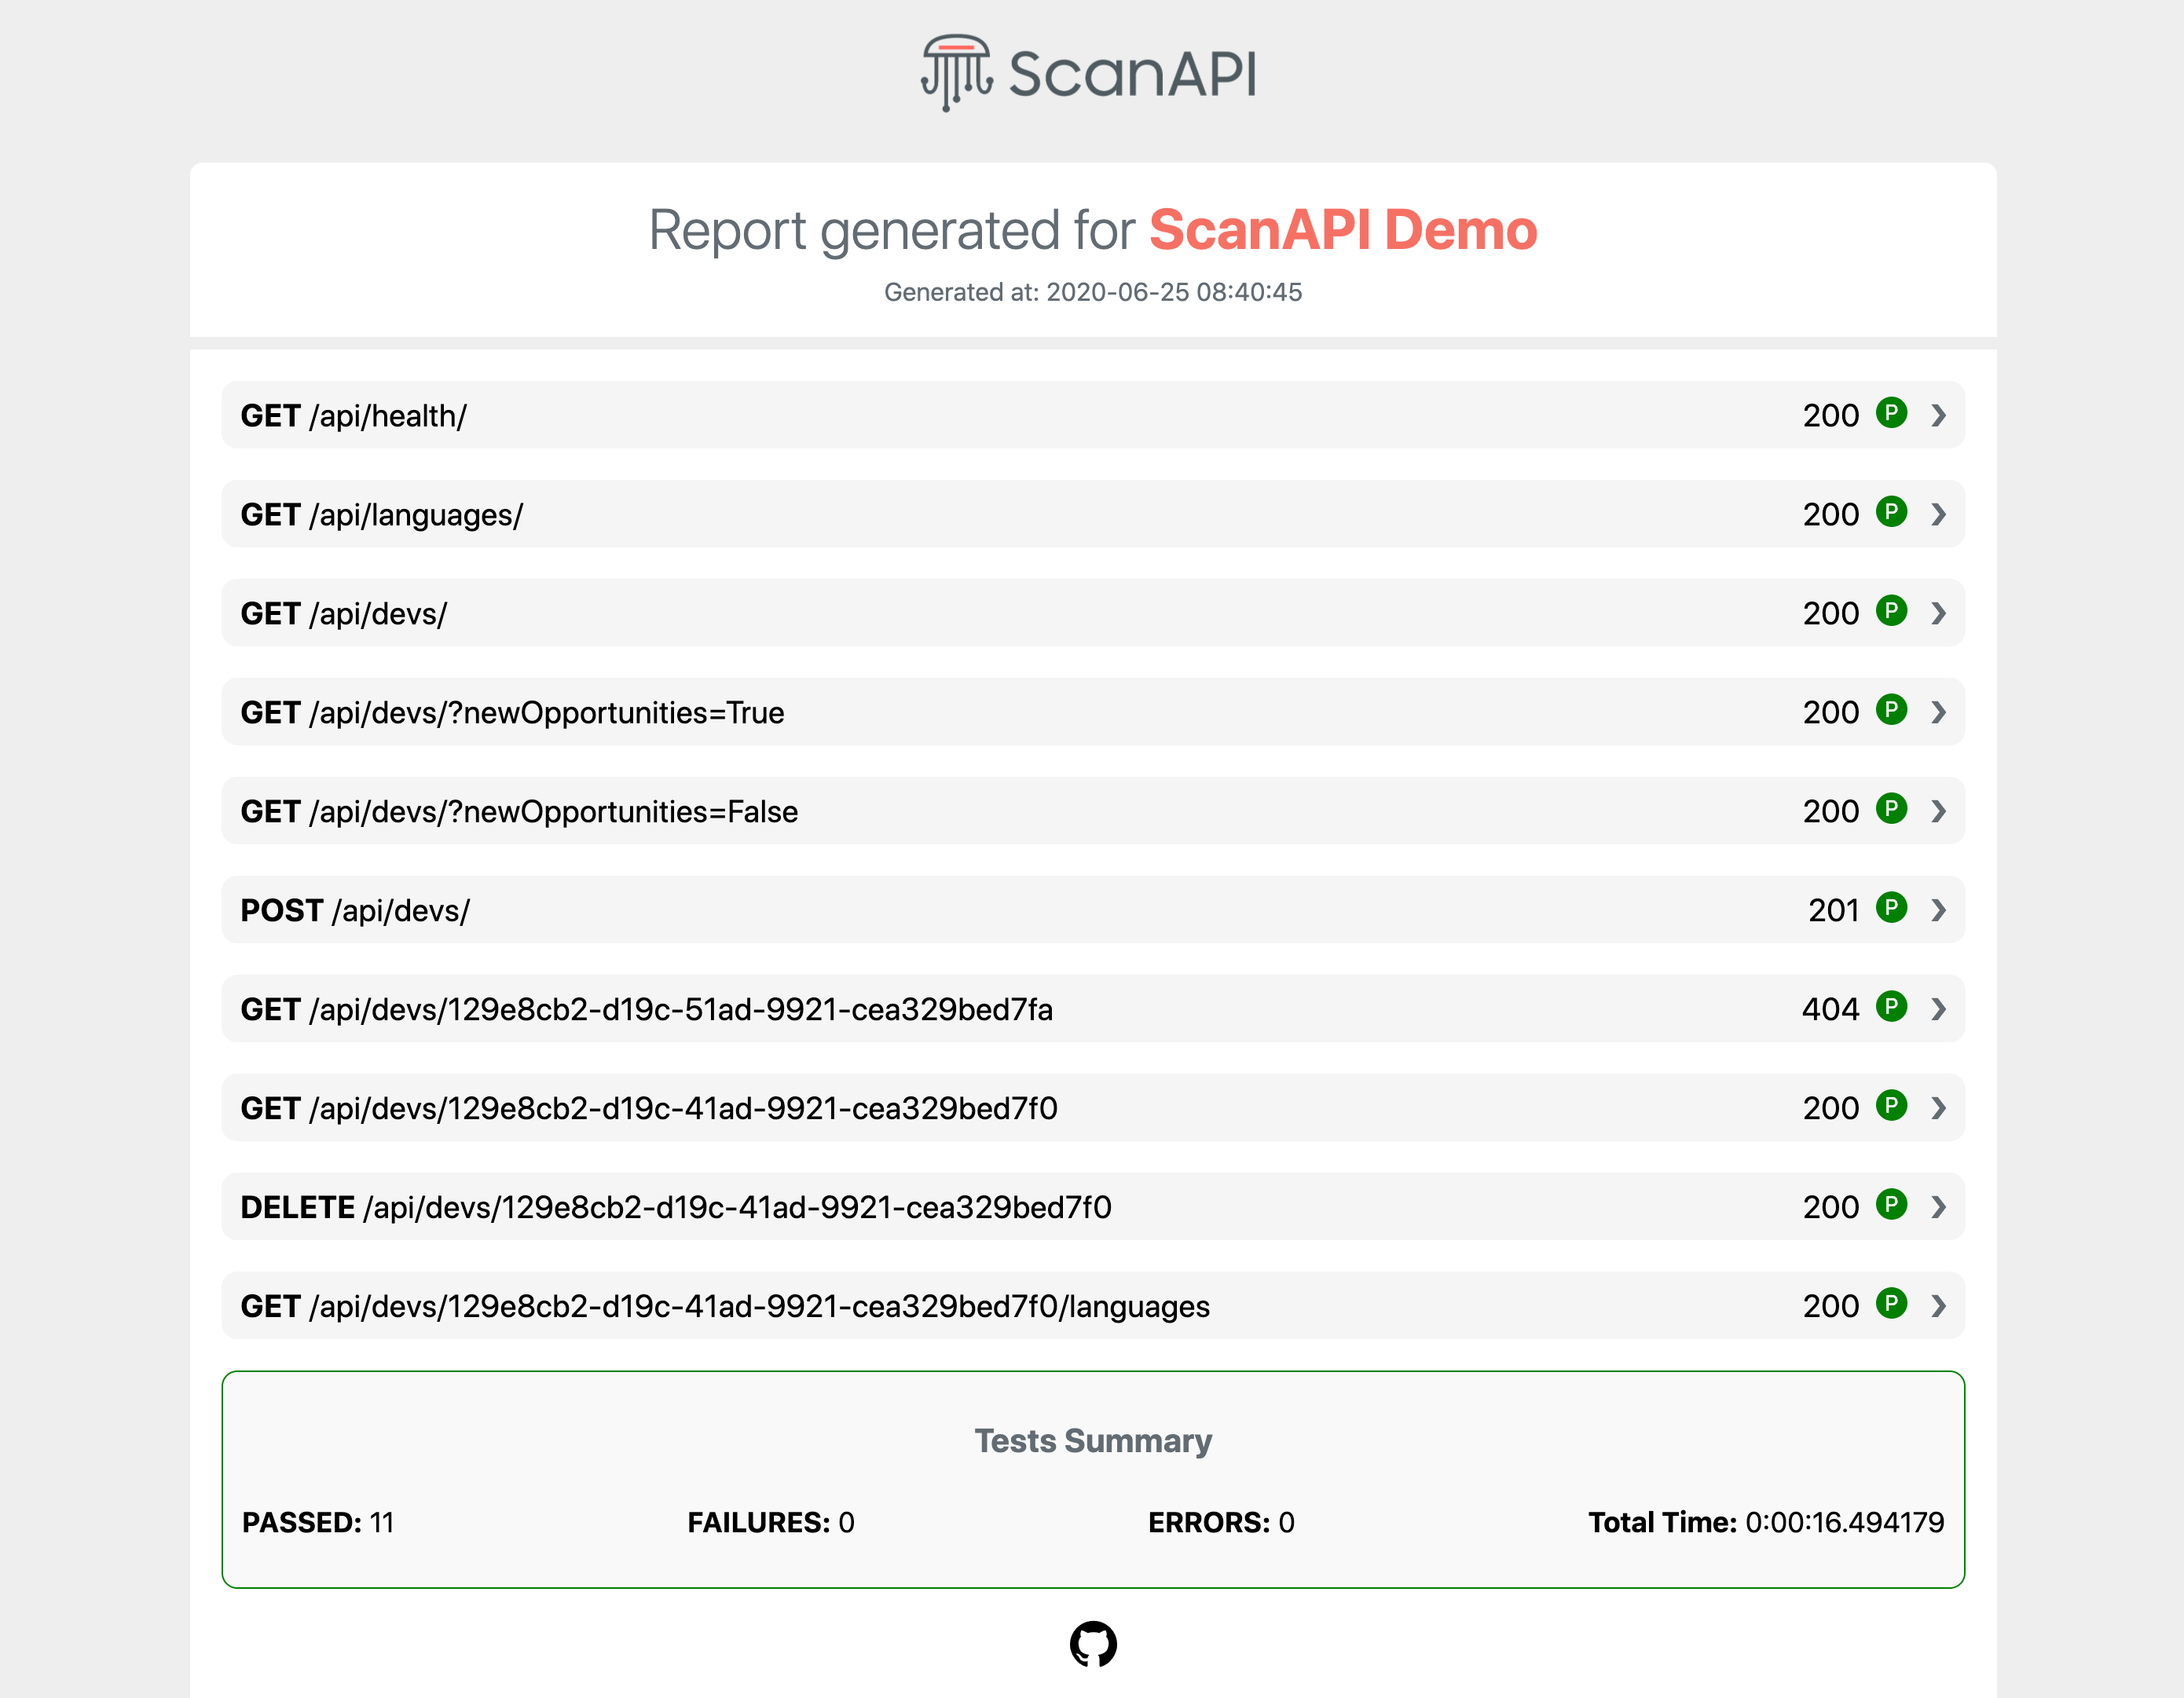 ScanAPI
Report generated for ScanAPI Demo
Generated at: 2020-06-25 08:40:45
GET /api/health/ 200 P ❯
GET /api/languages/ 200 P ❯
GET /api/devs/ 200 P ❯
GET /api/devs/?newOpportunities=True 200 P ❯
GET /api/devs/?newOpportunities=False 200 P ❯
POST /api/devs/ 201 P ❯
GET /api/devs/129e8cb2-d19c-51ad-9921-cea329bed7fa 404 P ❯
GET /api/devs/129e8cb2-d19c-41ad-9921-cea329bed7f0 200 P ❯
DELETE /api/devs/129e8cb2-d19c-41ad-9921-cea329bed7f0 200 P ❯
GET /api/devs/129e8cb2-d19c-41ad-9921-cea329bed7f0/languages 200 P ❯
Tests Summary
PASSED: 11 FAILURES: 0 ERRORS: 0 Total Time: 0:00:16.494179